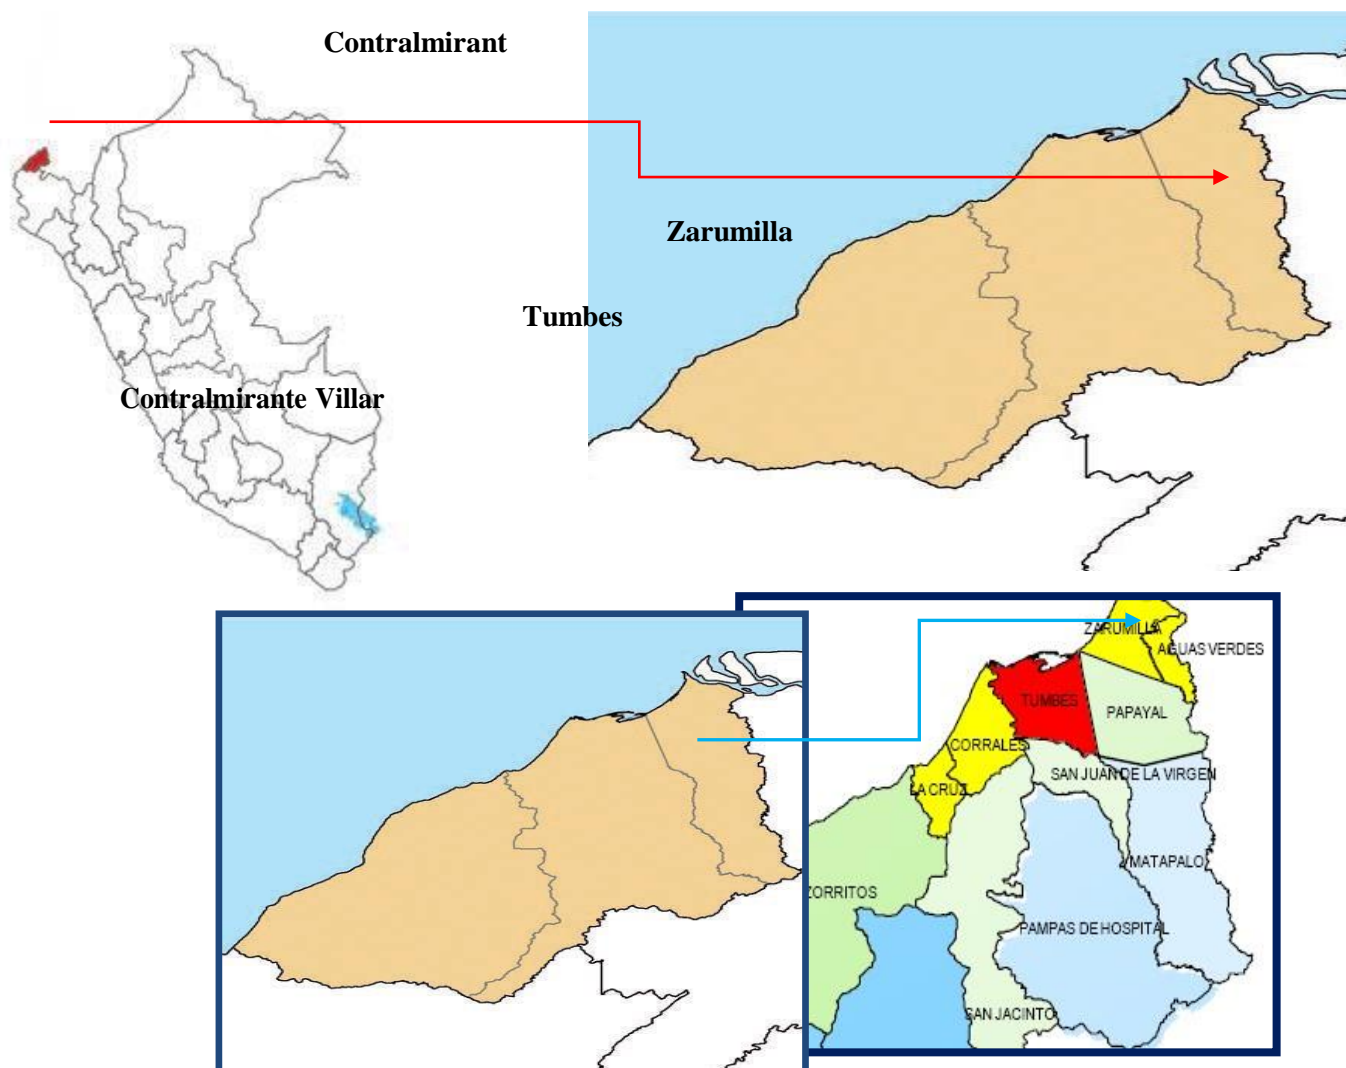 Contralmirant
Zarumilla
Tumbes
Contralmirante Villar
ZARUMILLA
AGUAS VERDES
TUMBES
PAPAYAL
CORRALES
SAN JUAN DE LA VIRGEN
LA CRUZ
MATAPALO
ZORRITOS
PAMPAS DE HOSPITAL
SAN JACINTO